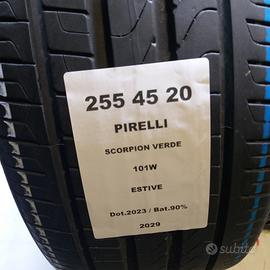 255 45 20
PIRELLI
SCORPION VERDE
101W
ESTIVE
Dot.2023 / Bat.90%
2029
subito